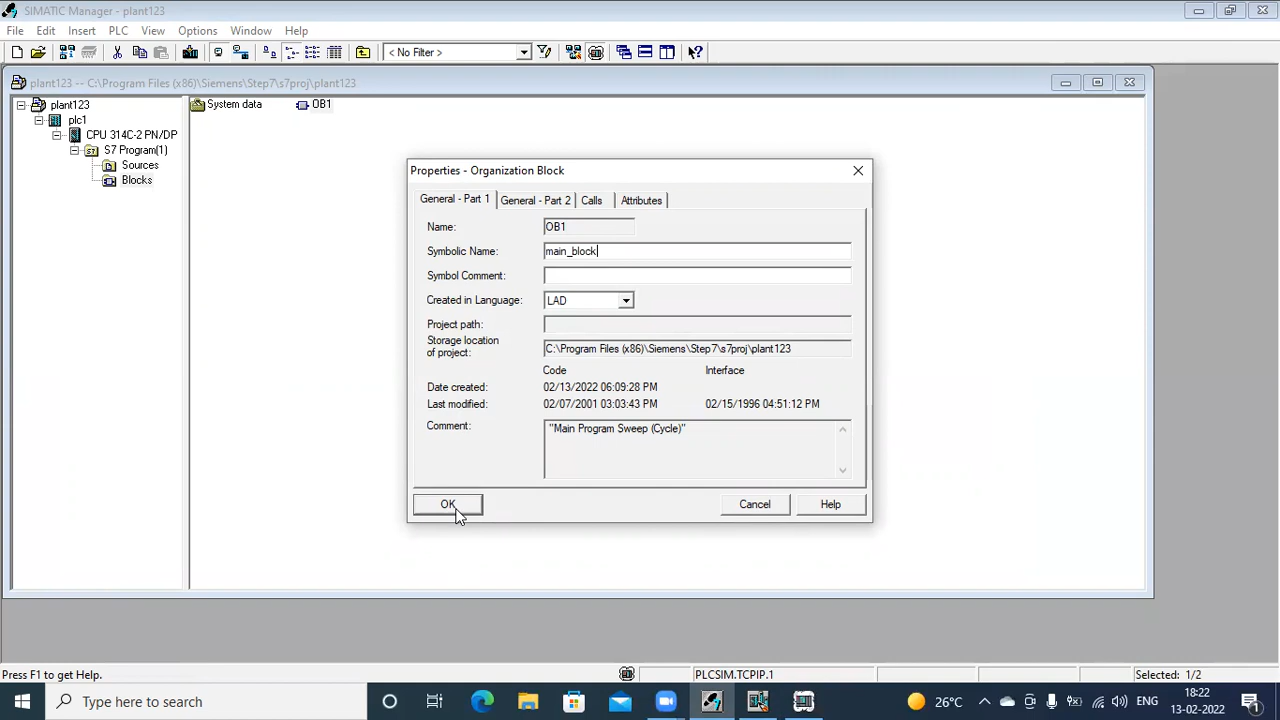 SIMATIC Manager - plant123
File Edit Insert PLC View Options Window Help
< No Filter >
plant123 -- C:\Program Files (x86)\Siemens\Step7\s7proj\plant123
plant123
plc1
CPU 314C-2 PN/DP
S7 Program(1)
Sources
Blocks
System data OB1
Properties - Organization Block
General - Part 1 General - Part 2 Calls Attributes
Name: OB1
Symbolic Name: main_block
Symbol Comment:
Created in Language: LAD
Project path:
Storage location
of project: C:\Program Files (x86)\Siemens\Step7\s7proj\plant123
Code Interface
Date created: 02/13/2022 06:09:28 PM
Last modified: 02/07/2001 03:03:43 PM 02/15/1996 04:51:12 PM
Comment: "Main Program Sweep (Cycle)"
OK Cancel Help
Press F1 to get Help. PLCSIM.TCPIP.1 Selected: 1/2
Type here to search 26°C ENG 18:22
13-02-2022 1